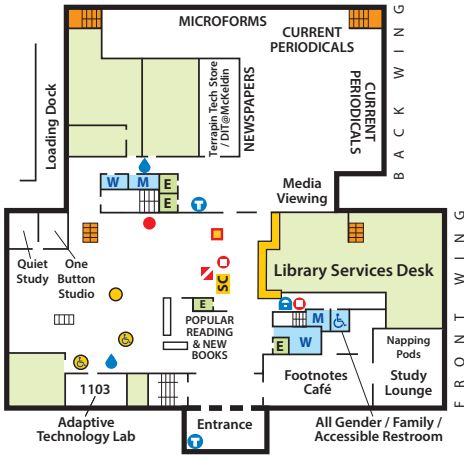 MICROFORMS
CURRENT
PERIODICALS
CURRENT
PERIODICALS
BACK WING
Loading Dock
Terrapin Tech Store
/ DIT@McKeldin
NEWSPAPERS
W M E
E
T
Media
Viewing
Quiet
Study
One
Button
Studio
SC
Library Services Desk
FRONT WING
E
POPULAR
READING
& NEW
BOOKS
M
E W
Napping
Pods
1103
Footnotes
Café
Study
Lounge
Adaptive
Technology Lab
Entrance
All Gender / Family /
Accessible Restroom
T